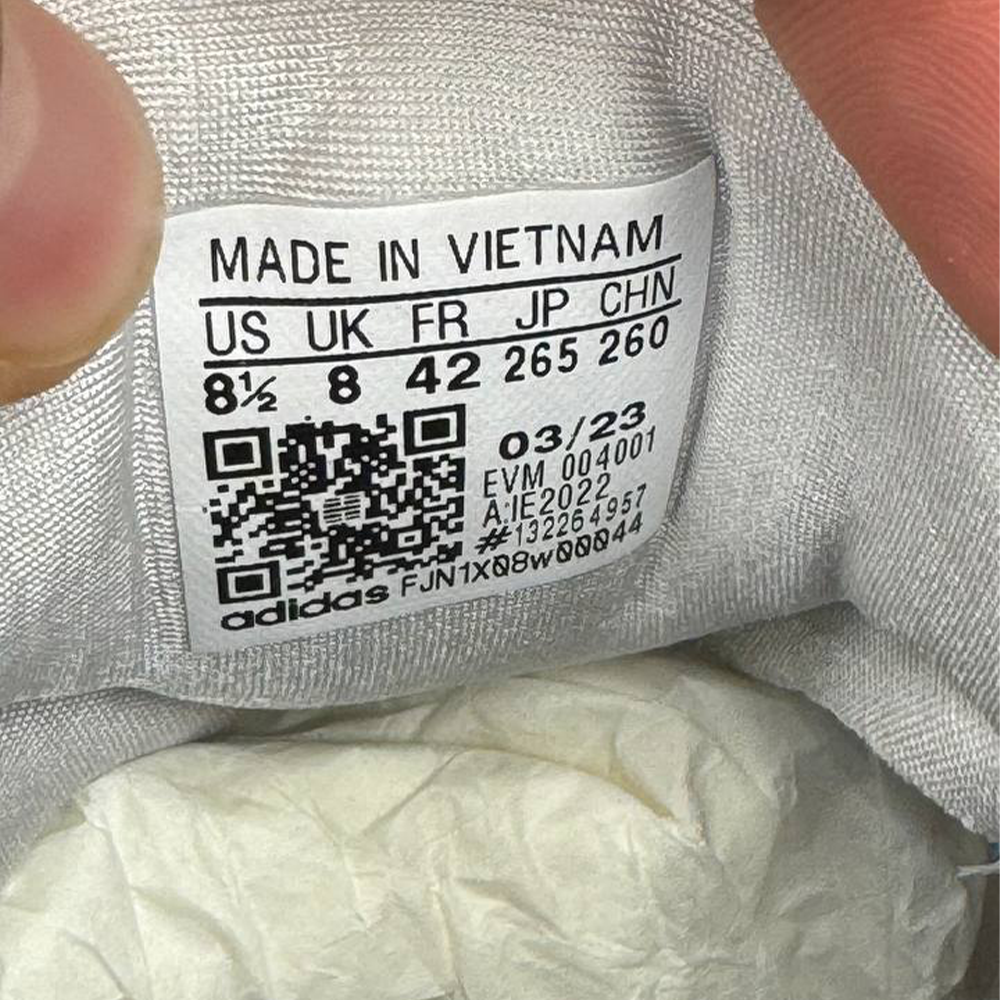 MADE IN VIETNAM
US UK FR JP CHN
8½ 8 42 265 260
03/23
EVM 004001
A:IE2022
#132264957
adidas FJN1X08w00044